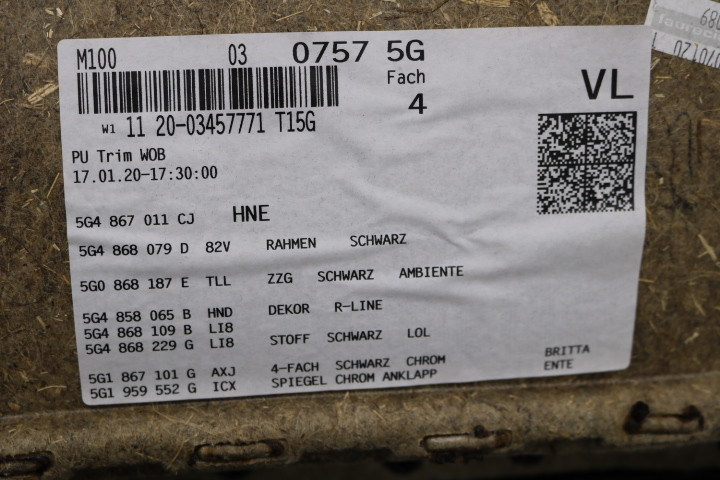 M100 03 0757 5G
Fach
4
VL
W1 11 20-03457771 T15G
PU Trim WOB
17.01.20-17:30:00
5G4 867 011 CJ HNE
5G4 868 079 D 82V RAHMEN SCHWARZ
5G0 868 187 E TLL ZZG SCHWARZ AMBIENTE
5G4 858 065 B HND DEKOR R-LINE
5G4 868 109 B LI8
5G4 868 229 G LI8 STOFF SCHWARZ LOL
5G1 867 101 G AXJ 4-FACH SCHWARZ CHROM
5G1 959 552 G ICX SPIEGEL CHROM ANKLAPP
BRITTA
ENTE